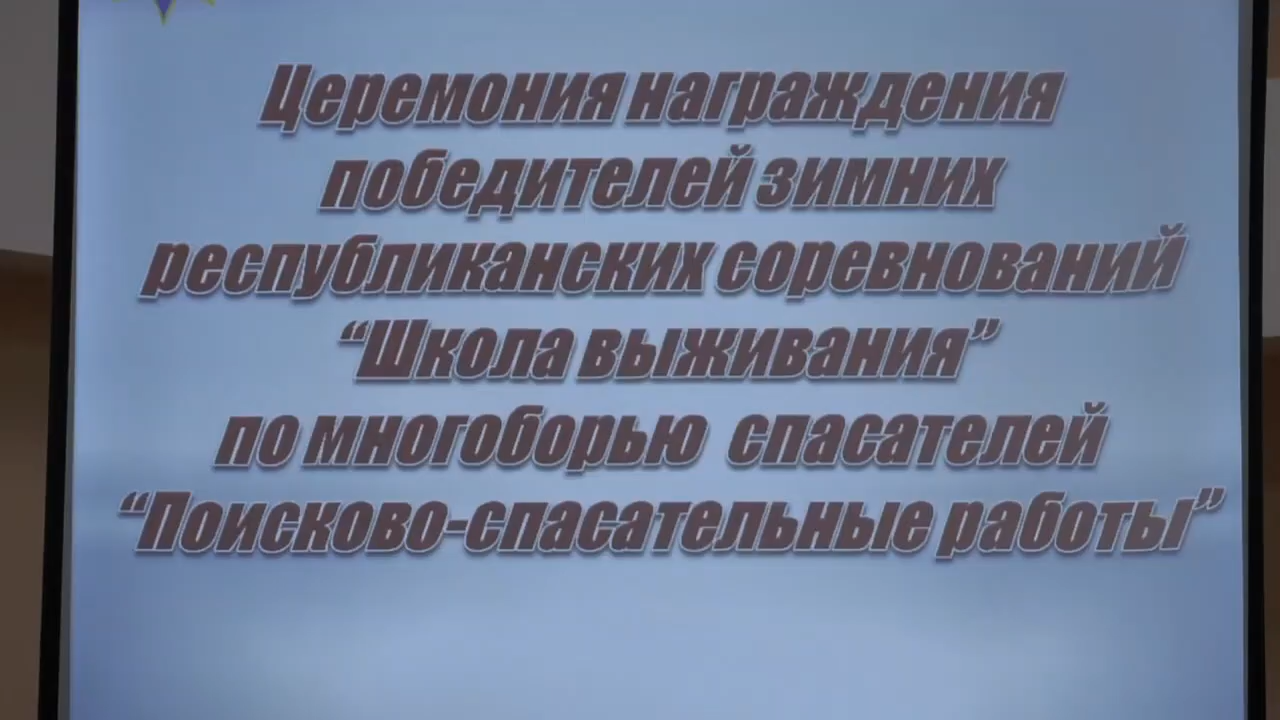 Церемония награждения
победителей зимних
республиканских соревнований
“Школа выживания”
по многоборью спасателей
“Поисково-спасательные работы”